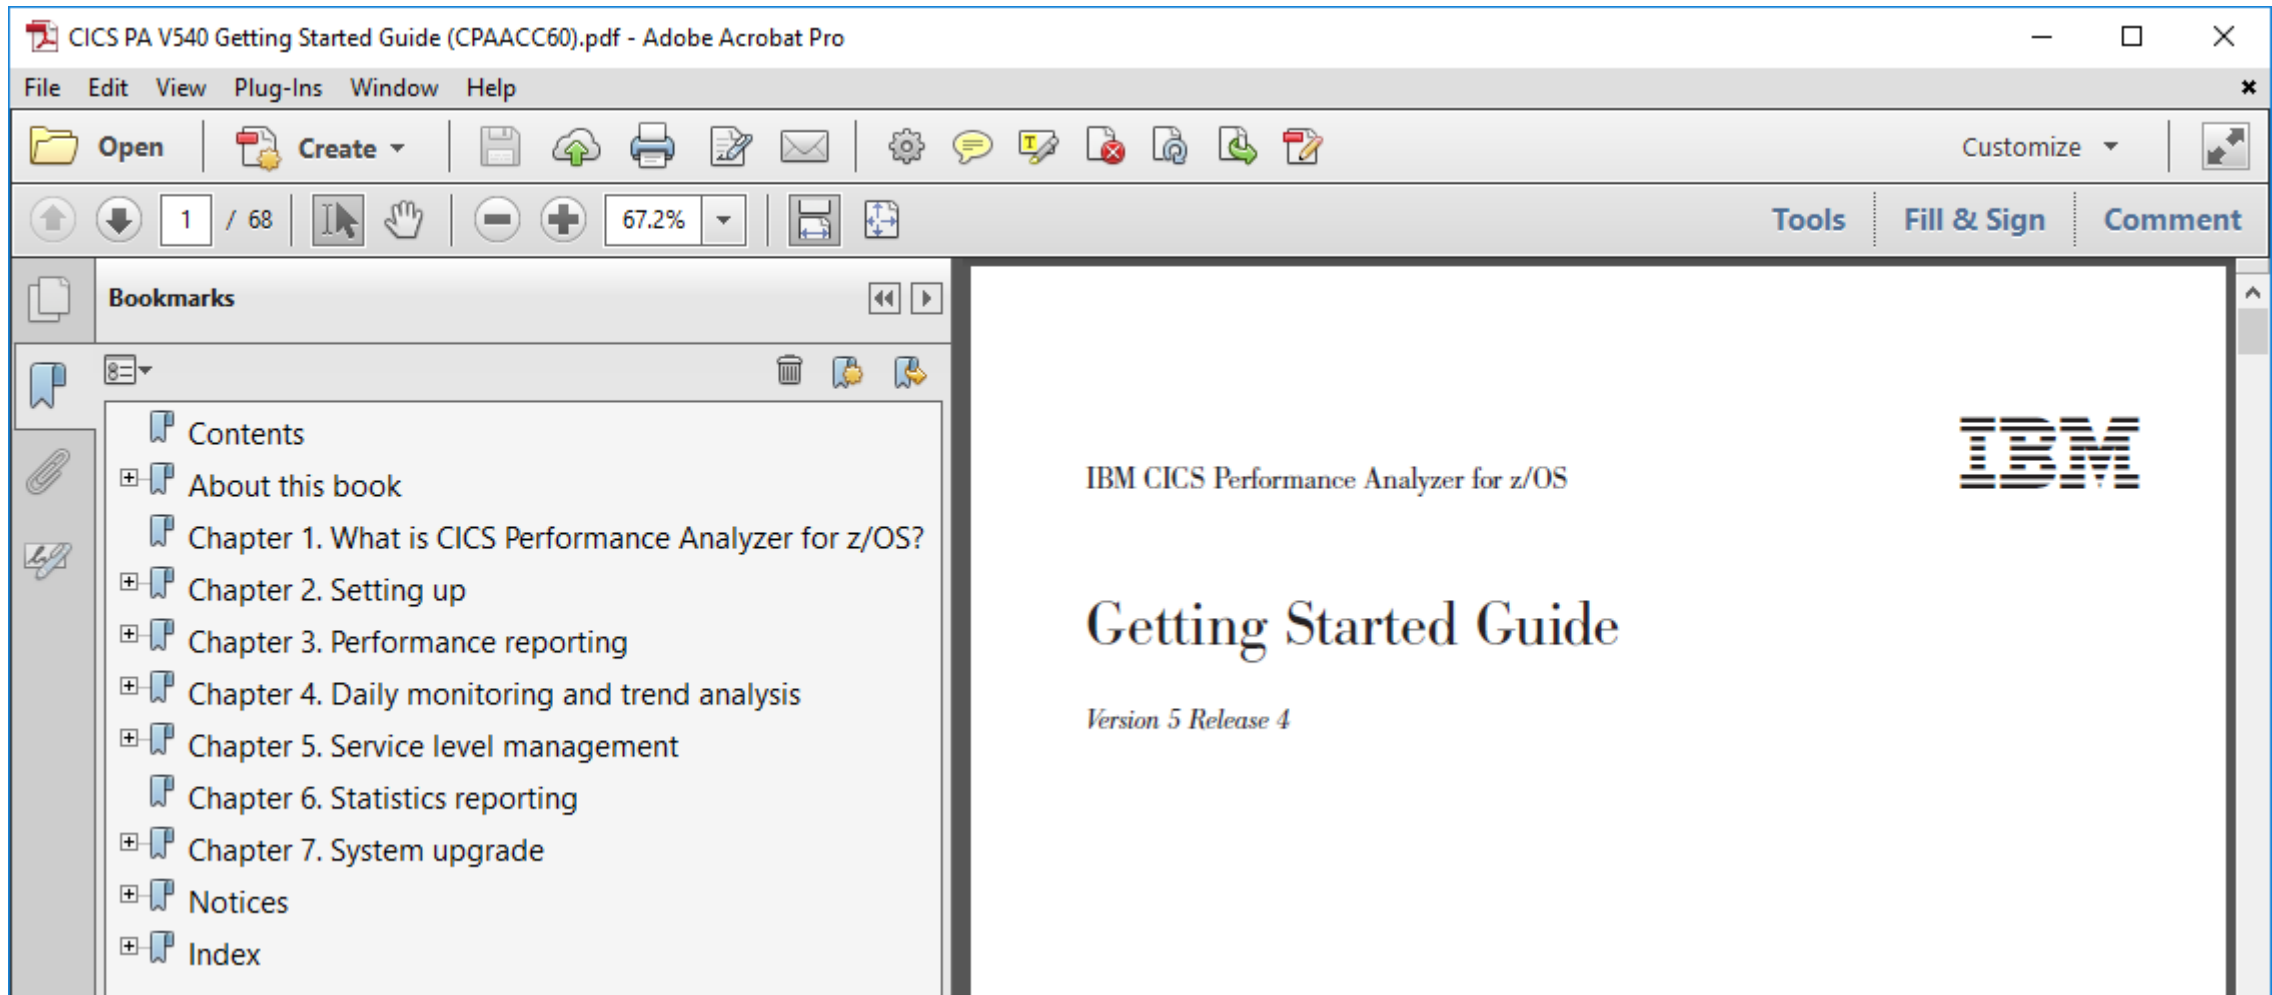 CICS PA V540 Getting Started Guide (CPAACC60).pdf - Adobe Acrobat Pro
File Edit View Plug-Ins Window Help
Open Create Customize
1 / 68 67.2% Tools Fill & Sign Comment
Bookmarks
Contents
About this book
Chapter 1. What is CICS Performance Analyzer for z/OS?
Chapter 2. Setting up
Chapter 3. Performance reporting
Chapter 4. Daily monitoring and trend analysis
Chapter 5. Service level management
Chapter 6. Statistics reporting
Chapter 7. System upgrade
Notices
Index
IBM
IBM CICS Performance Analyzer for z/OS
Getting Started Guide
Version 5 Release 4